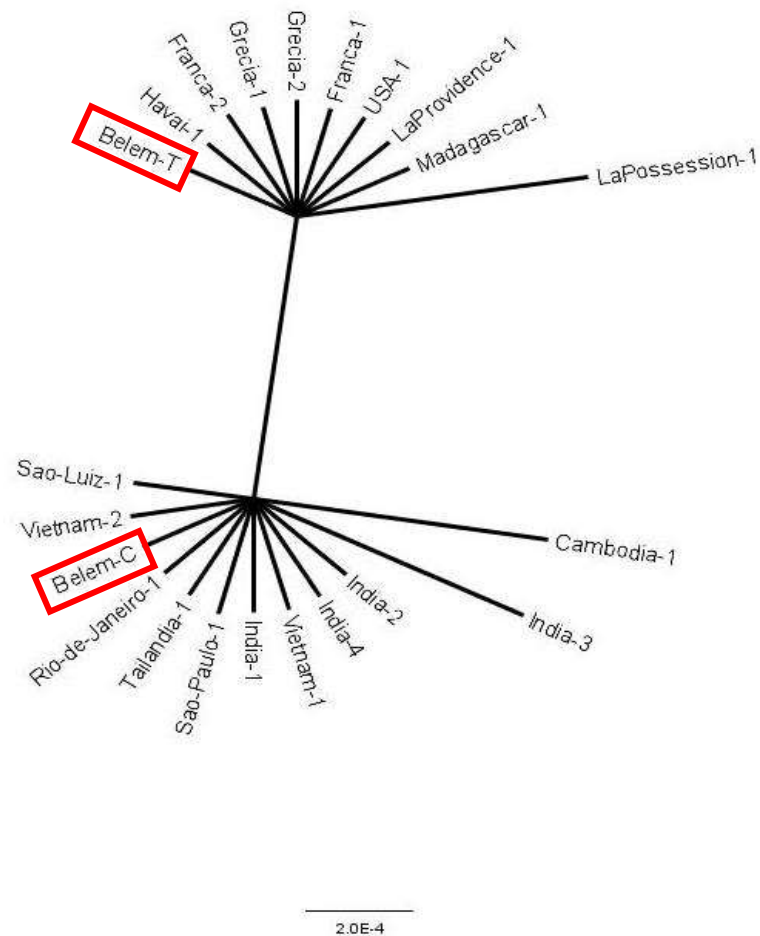 Grecia-2
Franca-1
Grecia-1
USA-1
Franca-2
LaProvidence-1
Havai-1
Madagascar-1
Belem-T
LaPossession-1
Sao-Luiz-1
Vietnam-2
Cambodia-1
Belem-C
India-2
Rio-de-Janeiro-1
India-3
Tailandia-1
India-4
Sao-Paulo-1
India-1
Vietnam-1
2.0E-4